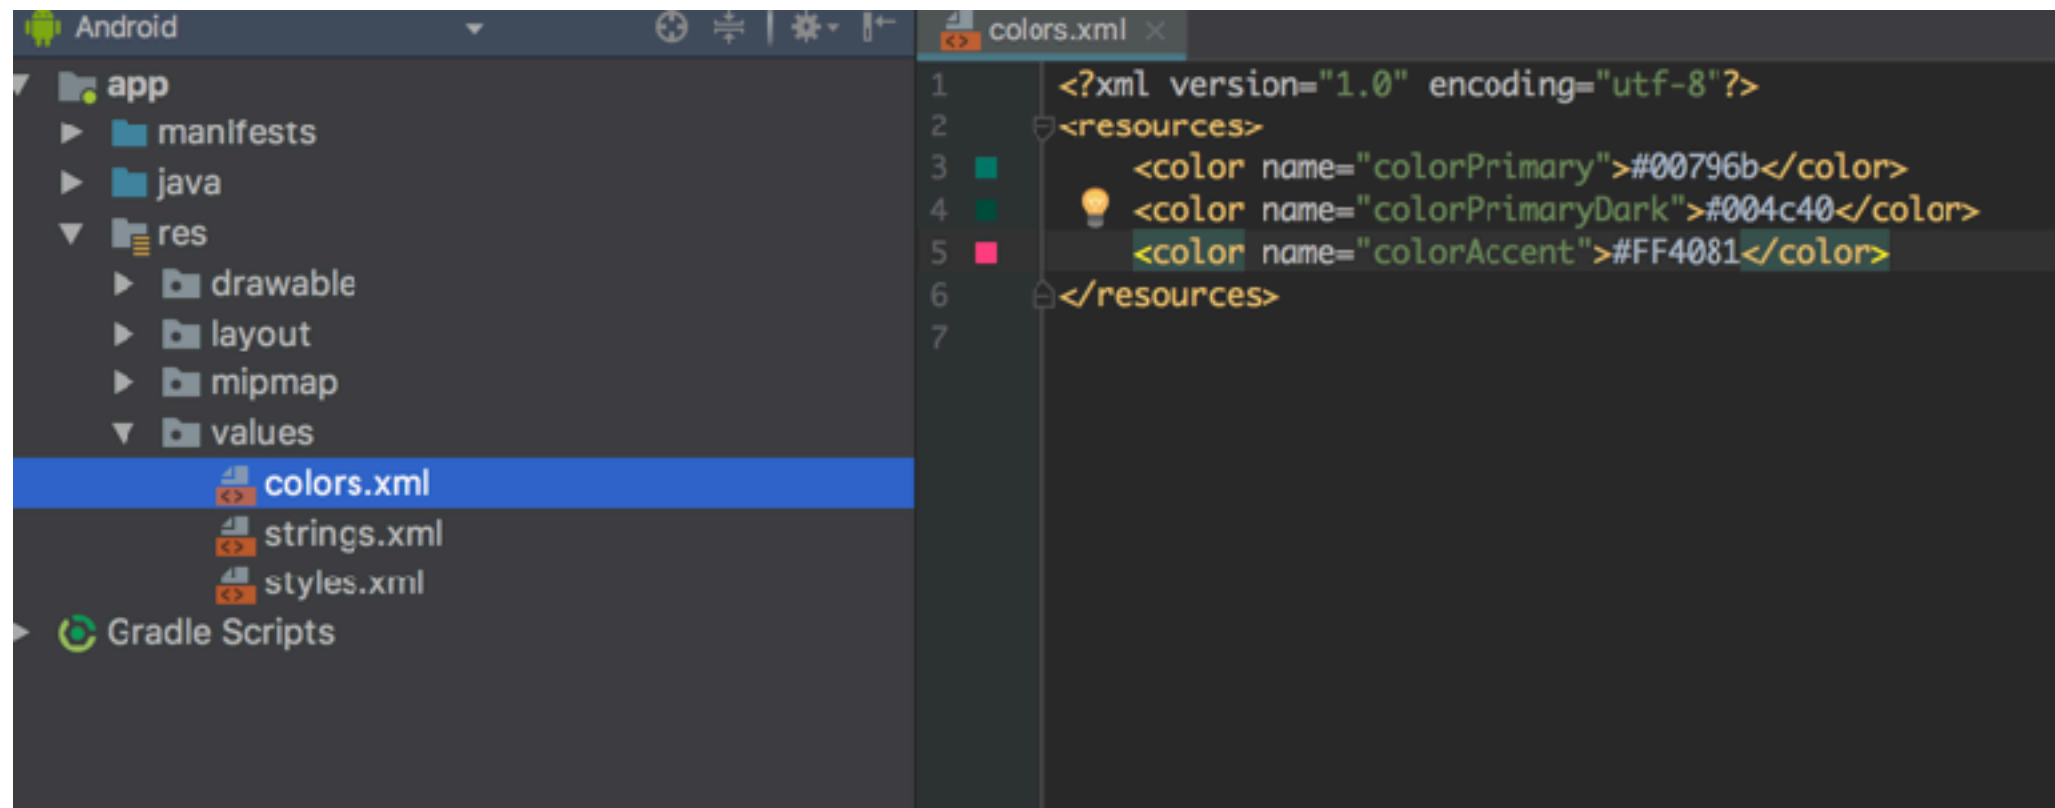 Android
app
manifests
java
res
drawable
layout
mipmap
values
colors.xml
strings.xml
styles.xml
Gradle Scripts
colors.xml
1 <?xml version="1.0" encoding="utf-8"?>
2 <resources>
3 <color name="colorPrimary">#00796b</color>
4 <color name="colorPrimaryDark">#004c40</color>
5 <color name="colorAccent">#FF4081</color>
6 </resources>
7